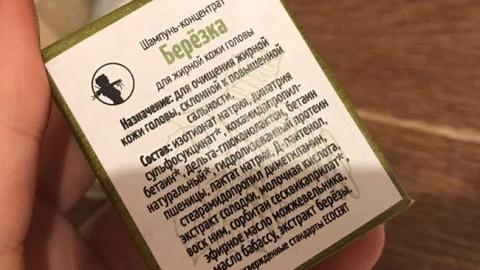 Шампунь-концентрат
Берёзка
для жирной кожи головы
Назначение: для очищения жирной
кожи головы, склонной к повышенной
сальности.
Состав: изотионат натрия, динатрия
сульфосукцинат*, кокамидопропил-
бетаин*, дельта-глюконолактон, бетаин
натуральный*, гидролизованный протеин
пшеницы, лактат натрия, Д-пантенол,
стеарамидопропил диметиламин,
экстракт солодки, молочная кислота,
воск ним, сорбитан сесквикаприлат*,
эфирное масло можжевельника,
масло бабассу, экстракт березы.
твержденные стандарты ECOCERT